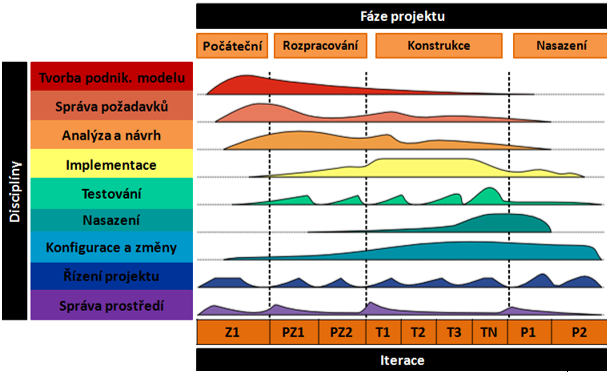 Fáze projektu
Počáteční Rozpracování Konstrukce Nasazení
Disciplíny
Tvorba podnik. modelu
Správa požadavků
Analýza a návrh
Implementace
Testování
Nasazení
Konfigurace a změny
Řízení projektu
Správa prostředí
Z1 PZ1 PZ2 T1 T2 T3 TN P1 P2
Iterace